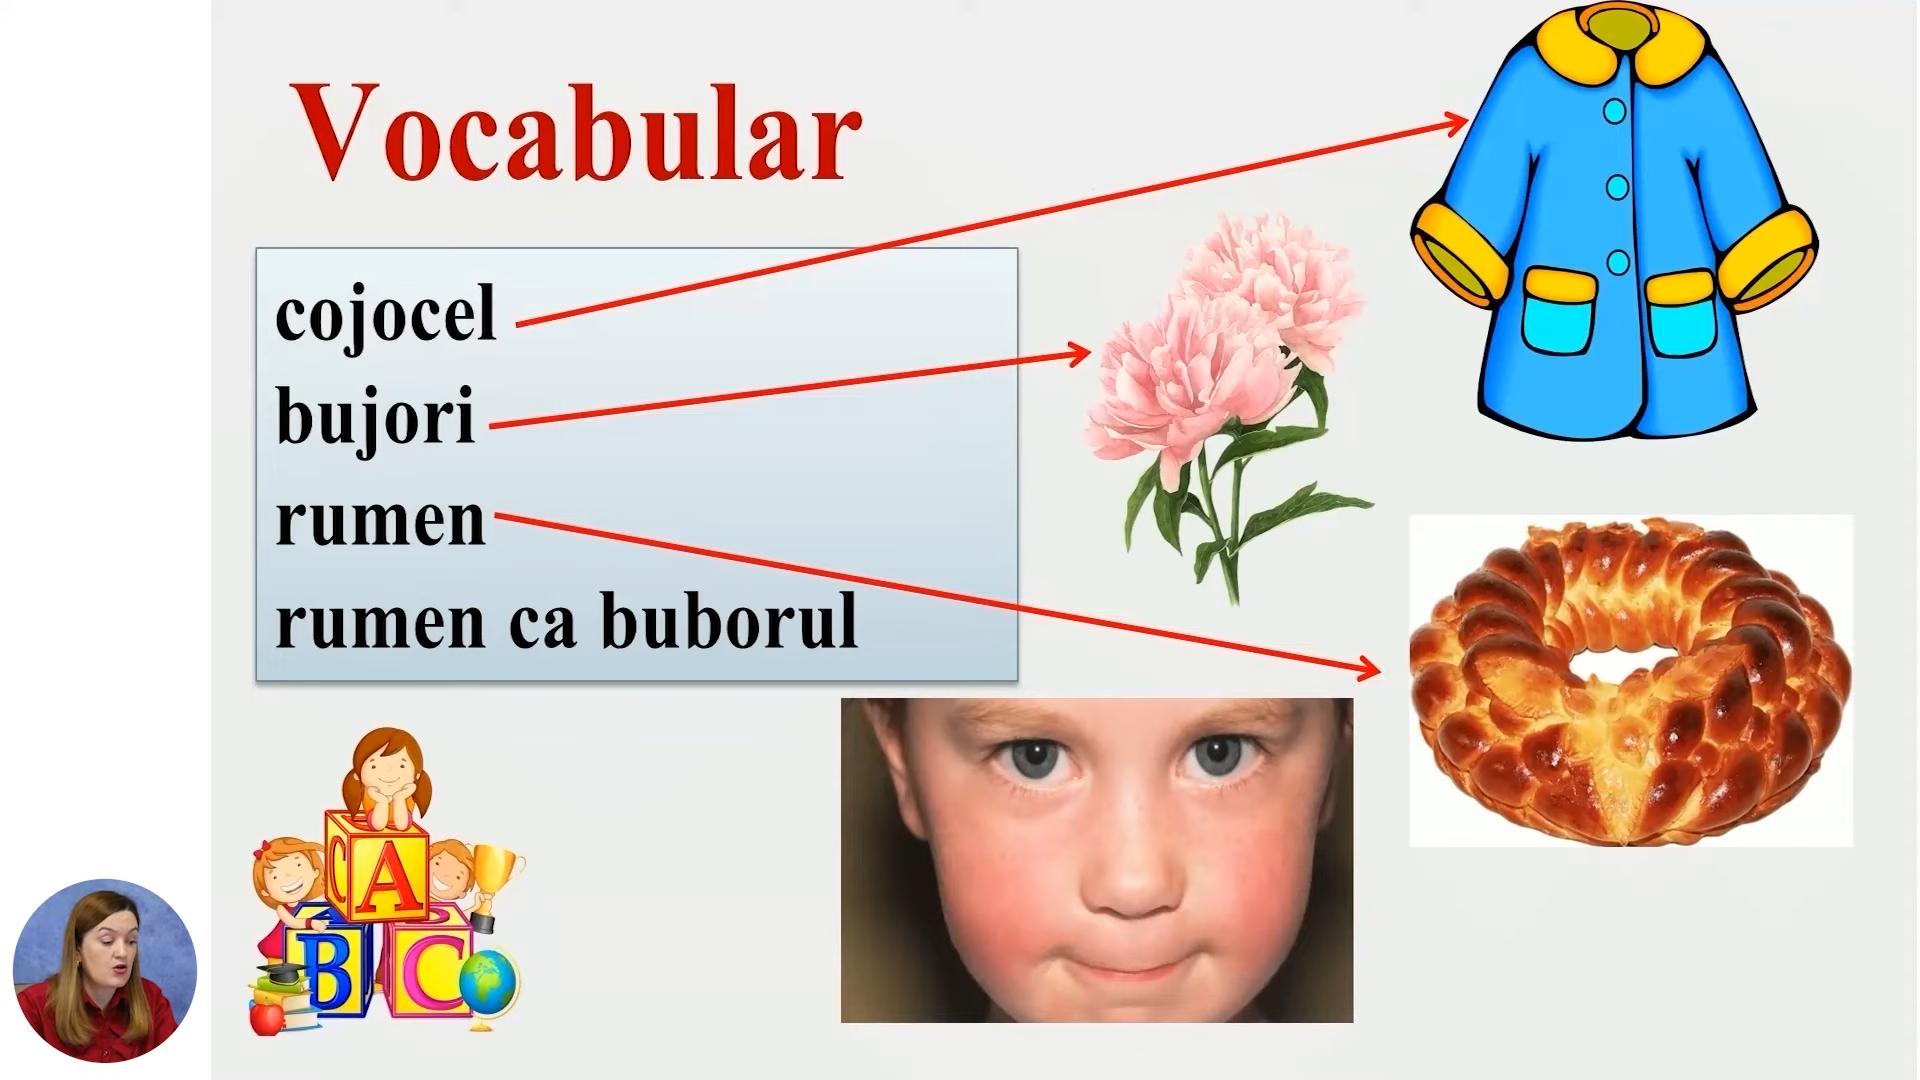 Vocabular
cojocel
bujori
rumen
rumen ca buborul
A
B C